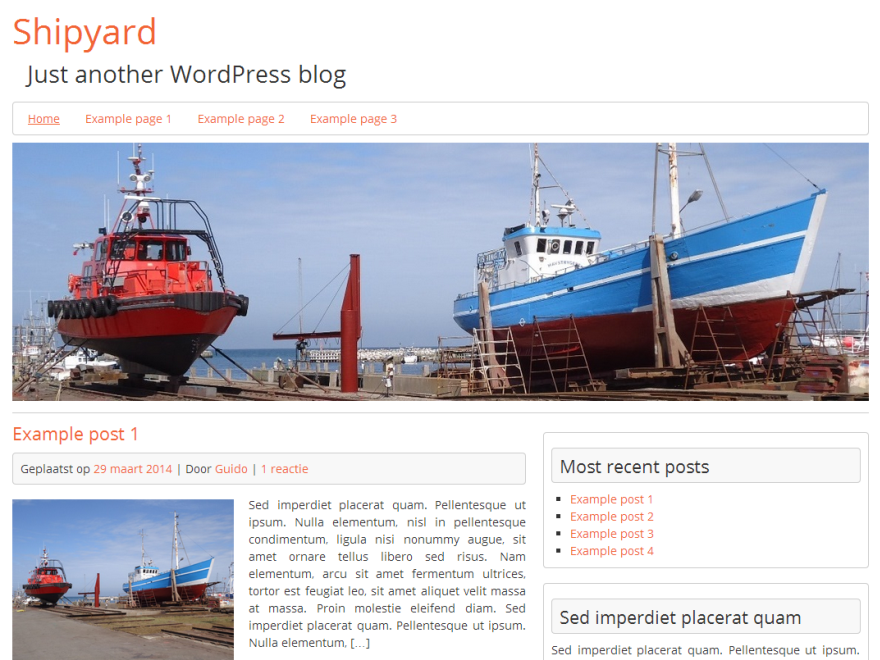 Shipyard
Just another WordPress blog
Home Example page 1 Example page 2 Example page 3
Example post 1
Geplaatst op 29 maart 2014 | Door Guido | 1 reactie
Sed imperdiet placerat quam. Pellentesque ut
ipsum. Nulla elementum, nisl in pellentesque
condimentum, ligula nisi nonummy augue, sit
amet ornare tellus libero sed risus. Nam
elementum, arcu sit amet fermentum ultrices,
tortor est feugiat leo, sit amet aliquet velit massa
at massa. Proin molestie eleifend diam. Sed
imperdiet placerat quam. Pellentesque ut ipsum.
Nulla elementum, […]
Most recent posts
Example post 1
Example post 2
Example post 3
Example post 4
Sed imperdiet placerat quam
Sed imperdiet placerat quam. Pellentesque ut ipsum.